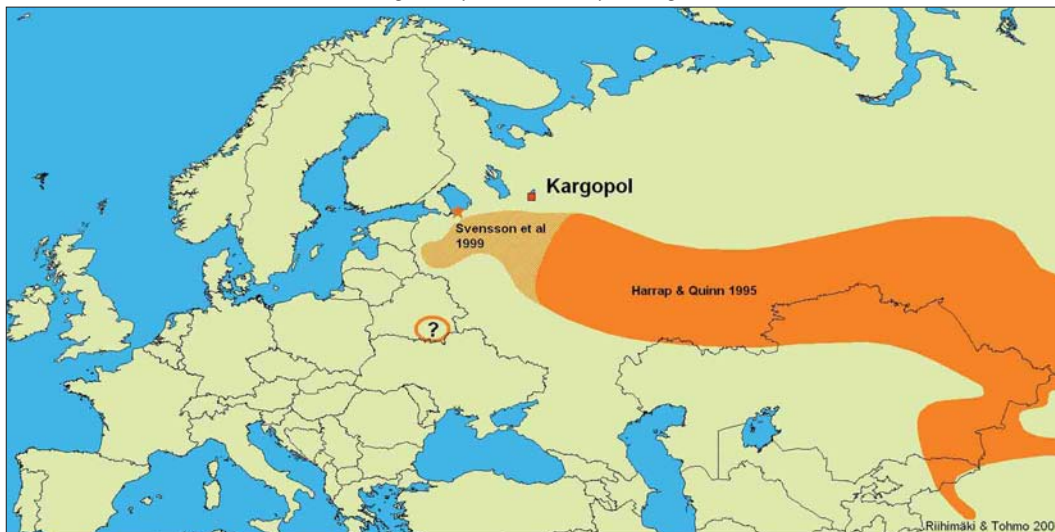 Kargopol
Svensson et al
1999
Harrap & Quinn 1995
?
Riihimäki & Tohmo 200